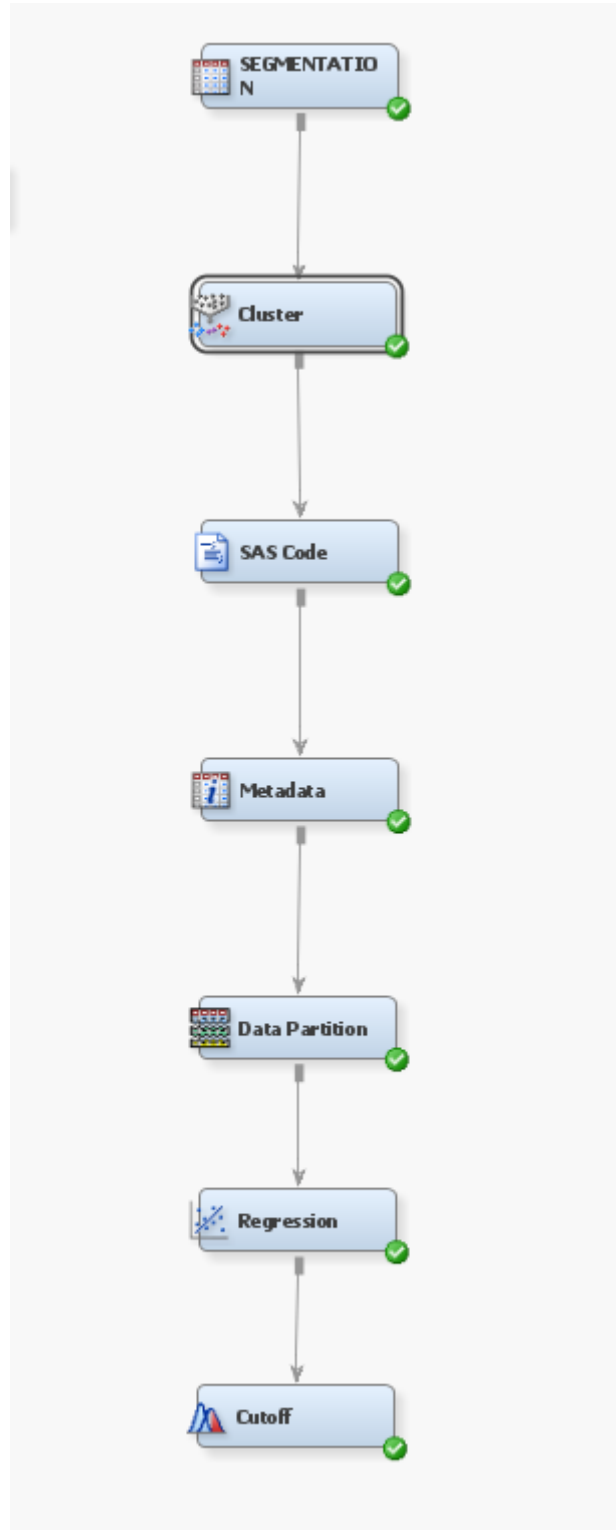 SEGMENTATIO
N
Cluster
SAS Code
Metadata
Data Partition
Regression
Cutoff